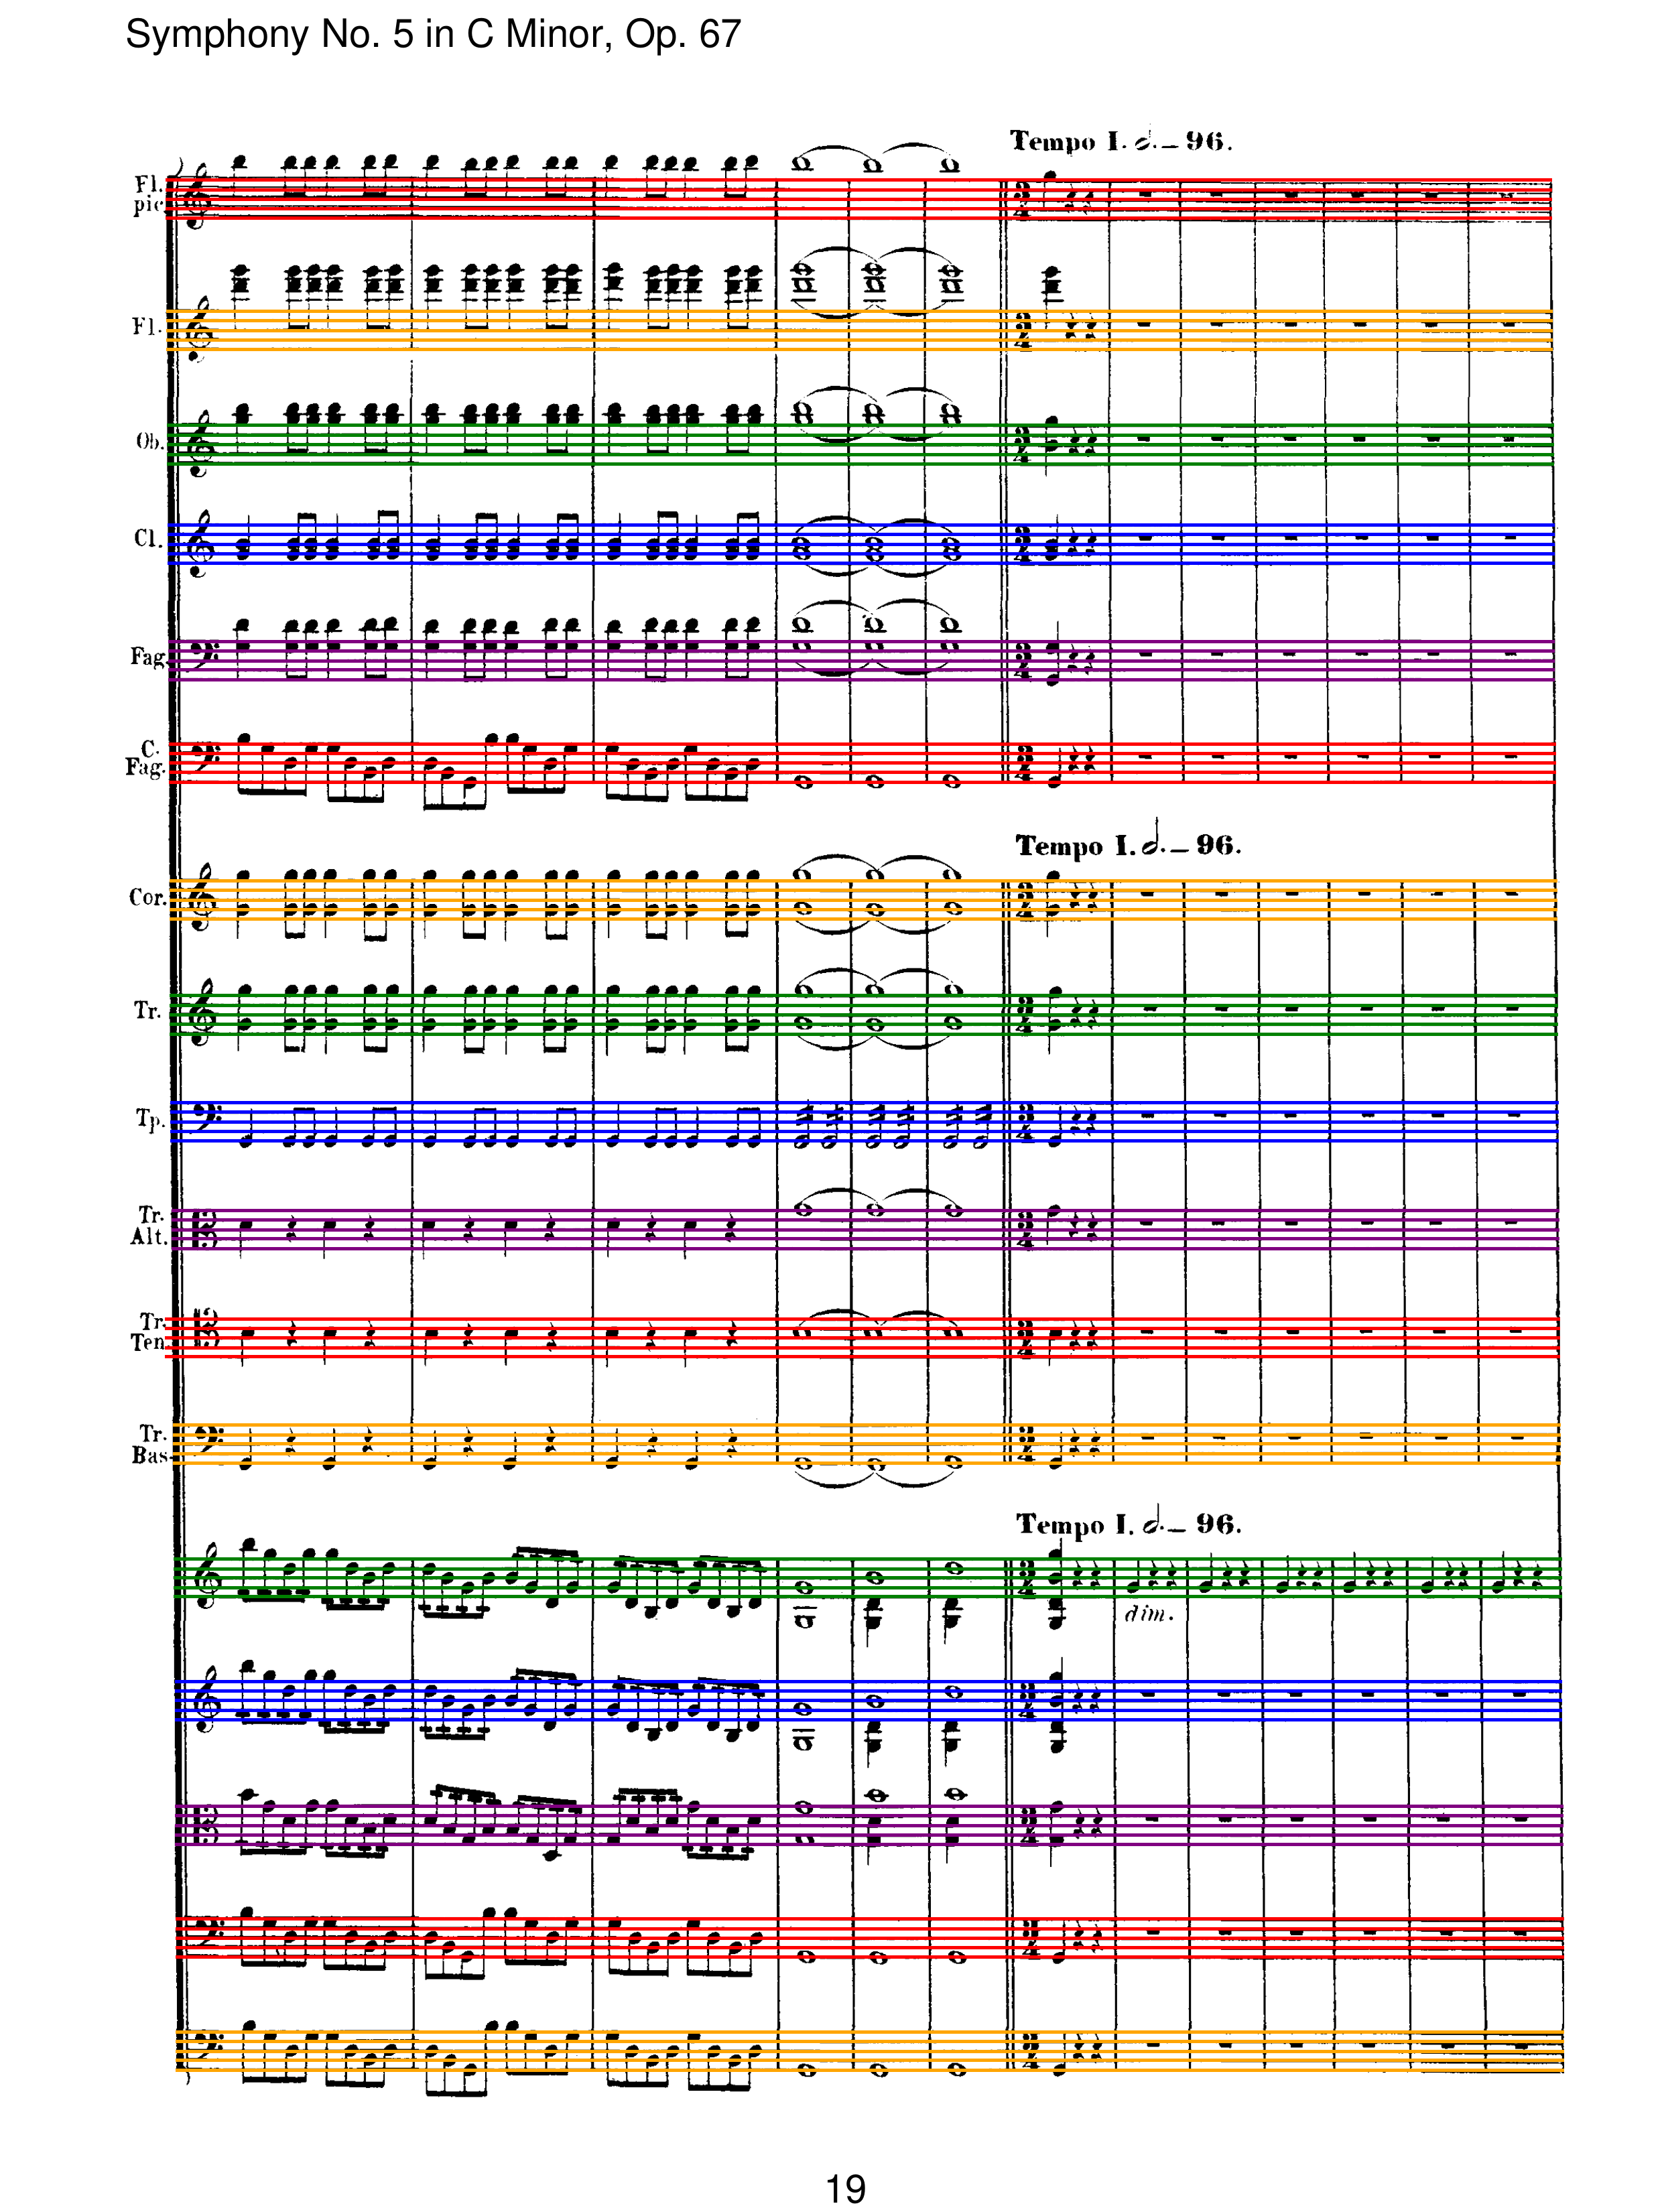 Symphony No. 5 in C Minor, Op. 67
Tempo I. 𝅗𝅥. – 96.
Fl. pic.
Fl.
Ob.
Cl.
Fag.
C. Fag.
Tempo I. 𝅗𝅥. – 96.
Cor.
Tr.
Tp.
Tr. Alt.
Tr. Ten.
Tr. Bas.
Tempo I. 𝅗𝅥. – 96.
dim.
19